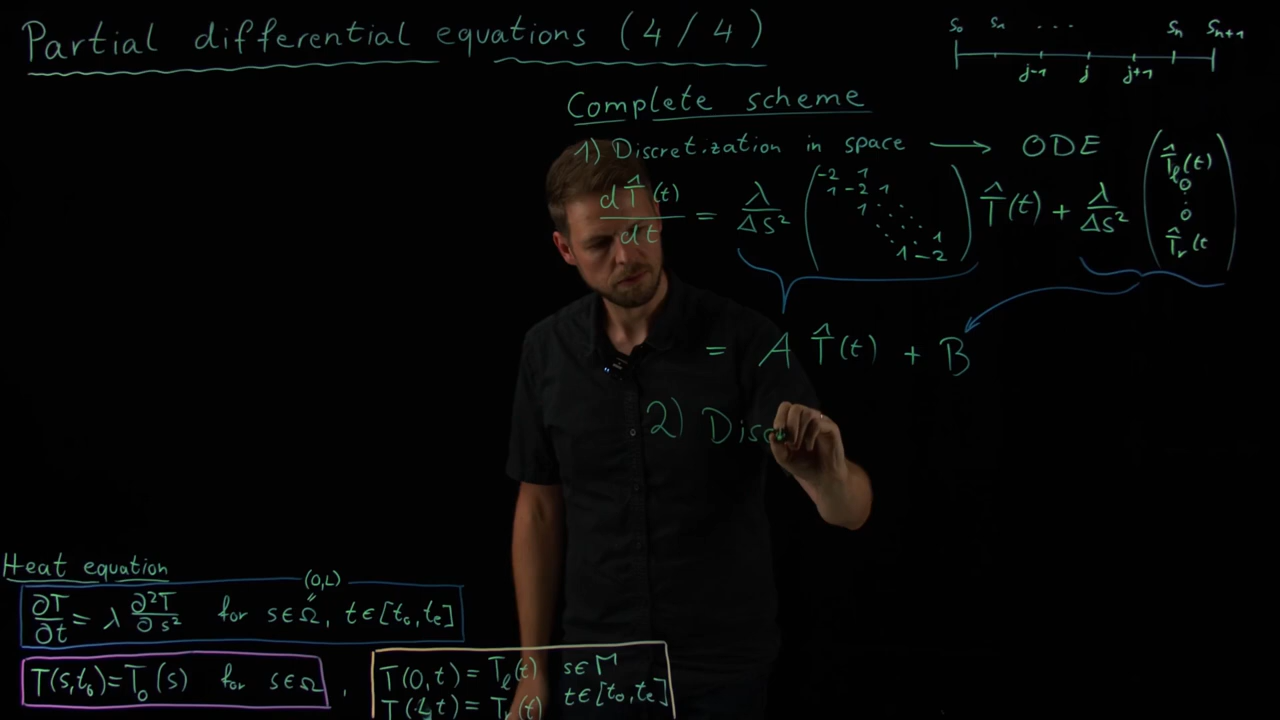 Partial differential equations (4/4)
s₀ s₁ ... sₙ sₙ₊₁
j-1 j j+1
Complete scheme
1) Discretization in space → ODE
dT̂(t)/dt = λ/Δs² (-2 1 1 -2 1 1 ⋱ ⋱ 1 1 -2) T̂(t) + λ/Δs² (T̂ₗ(t) 0 ⋮ 0 T̂ᵣ(t
= A T̂(t) + B
2) Disc
Heat equation
(0,L)
∂T/∂t = λ ∂²T/∂s² for s∈Ω, t∈[t₀,tₑ]
T(s,t₀)=T₀(s) for s∈Ω,
T(0,t) = Tₗ(t) s∈Γ
T(L,t) = Tᵣ(t) t∈[t₀,tₑ]